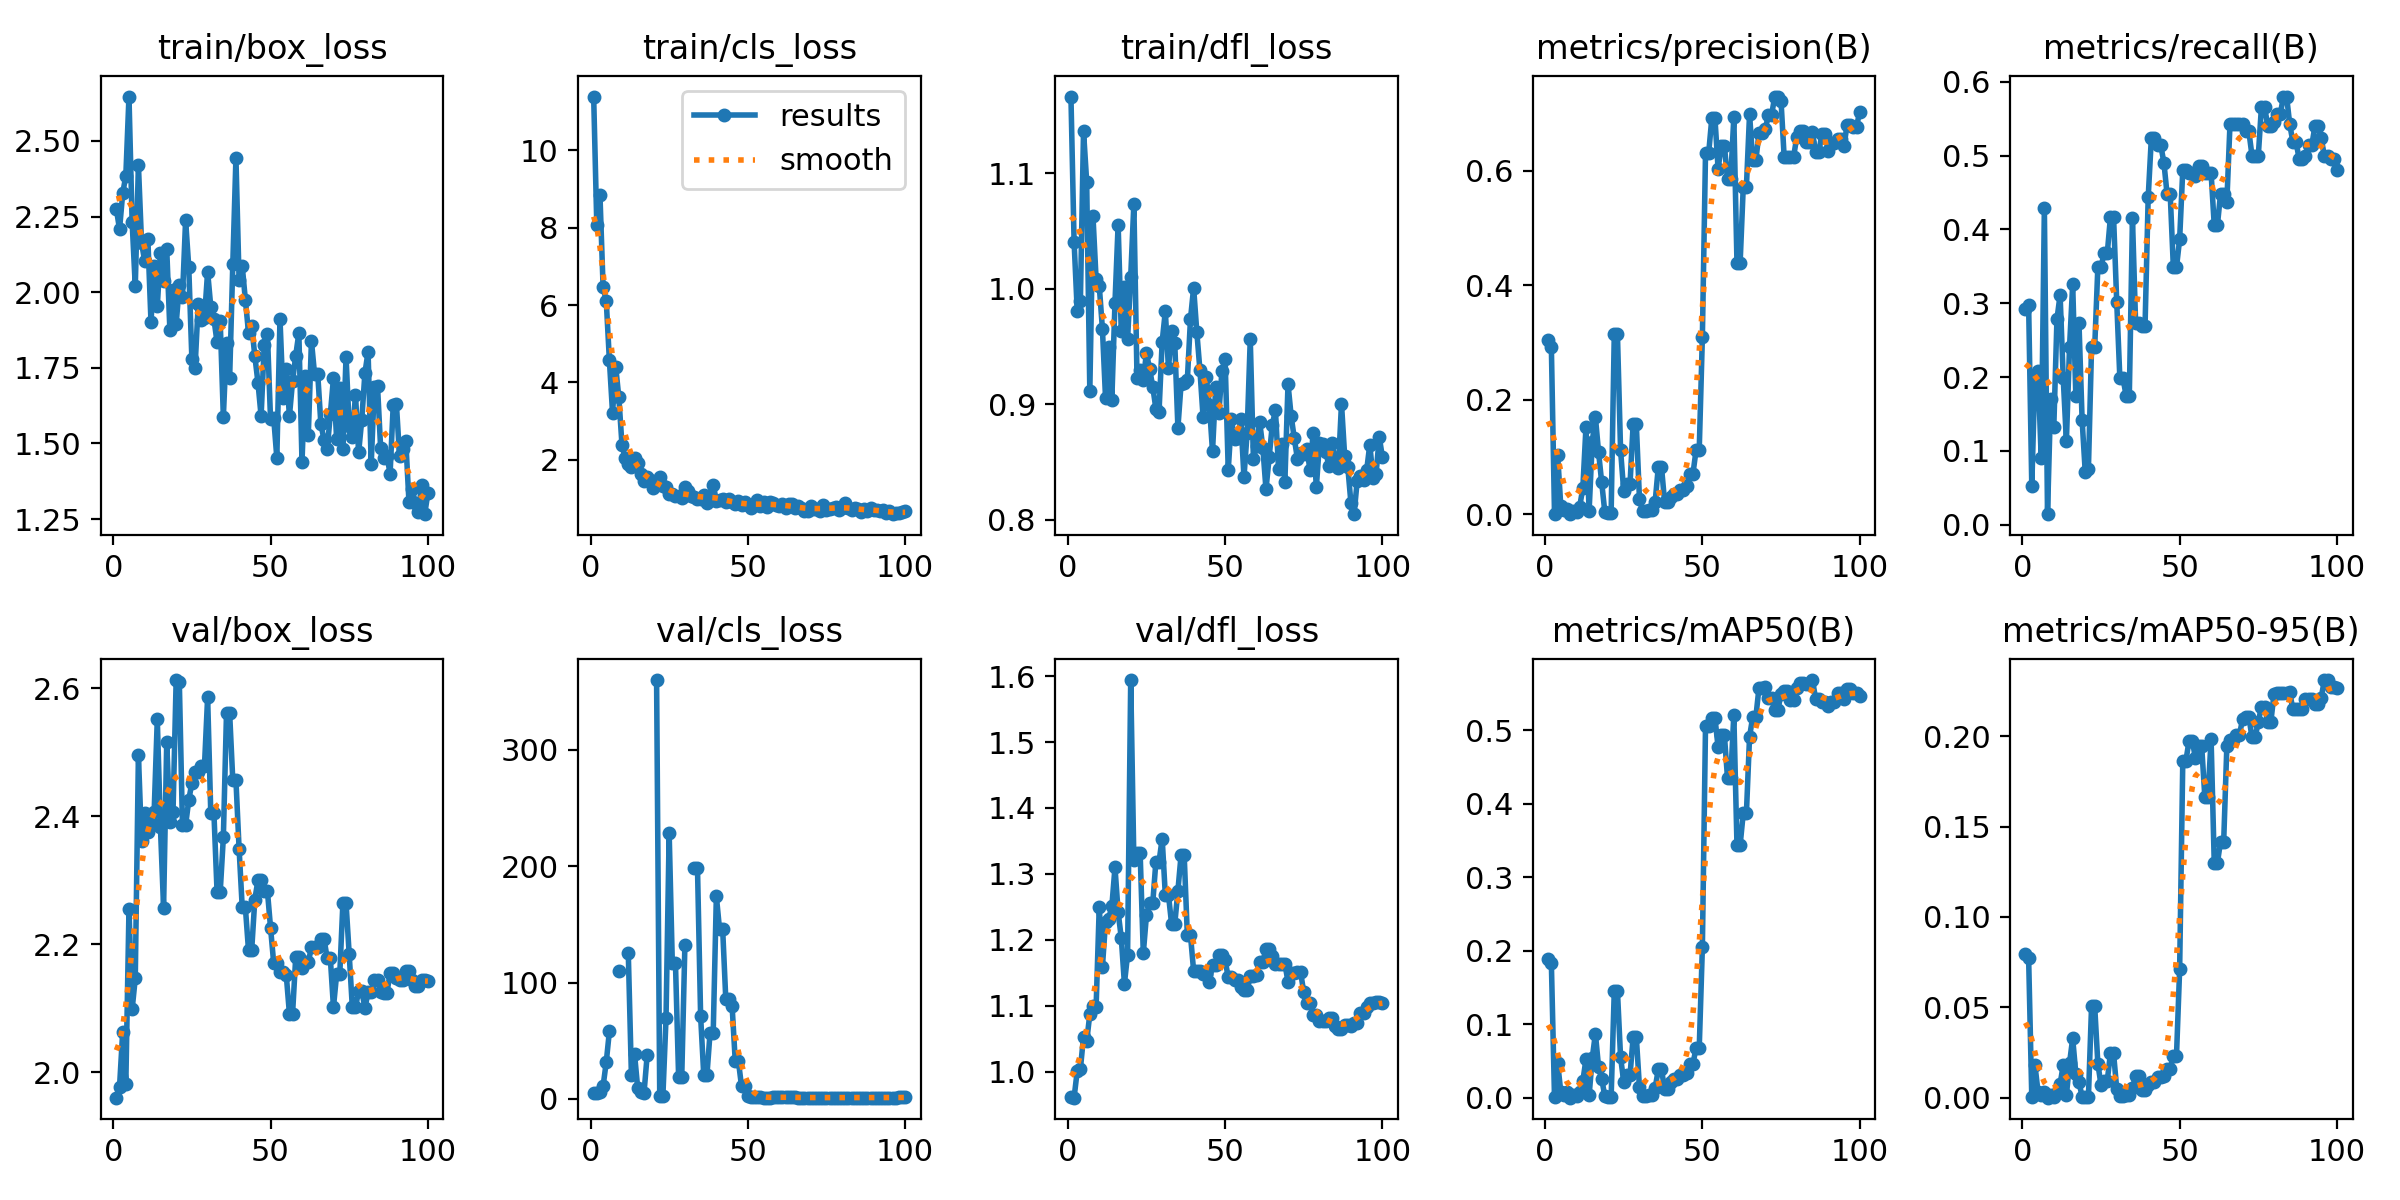 train/box_loss
2.50
2.25
2.00
1.75
1.50
1.25
0 50 100
train/cls_loss
results
smooth
10
8
6
4
2
0 50 100
train/dfl_loss
1.1
1.0
0.9
0.8
0 50 100
metrics/precision(B)
0.6
0.4
0.2
0.0
0 50 100
metrics/recall(B)
0.6
0.5
0.4
0.3
0.2
0.1
0.0
0 50 100
val/box_loss
2.6
2.4
2.2
2.0
0 50 100
val/cls_loss
300
200
100
0
0 50 100
val/dfl_loss
1.6
1.5
1.4
1.3
1.2
1.1
1.0
0 50 100
metrics/mAP50(B)
0.5
0.4
0.3
0.2
0.1
0.0
0 50 100
metrics/mAP50-95(B)
0.20
0.15
0.10
0.05
0.00
0 50 100